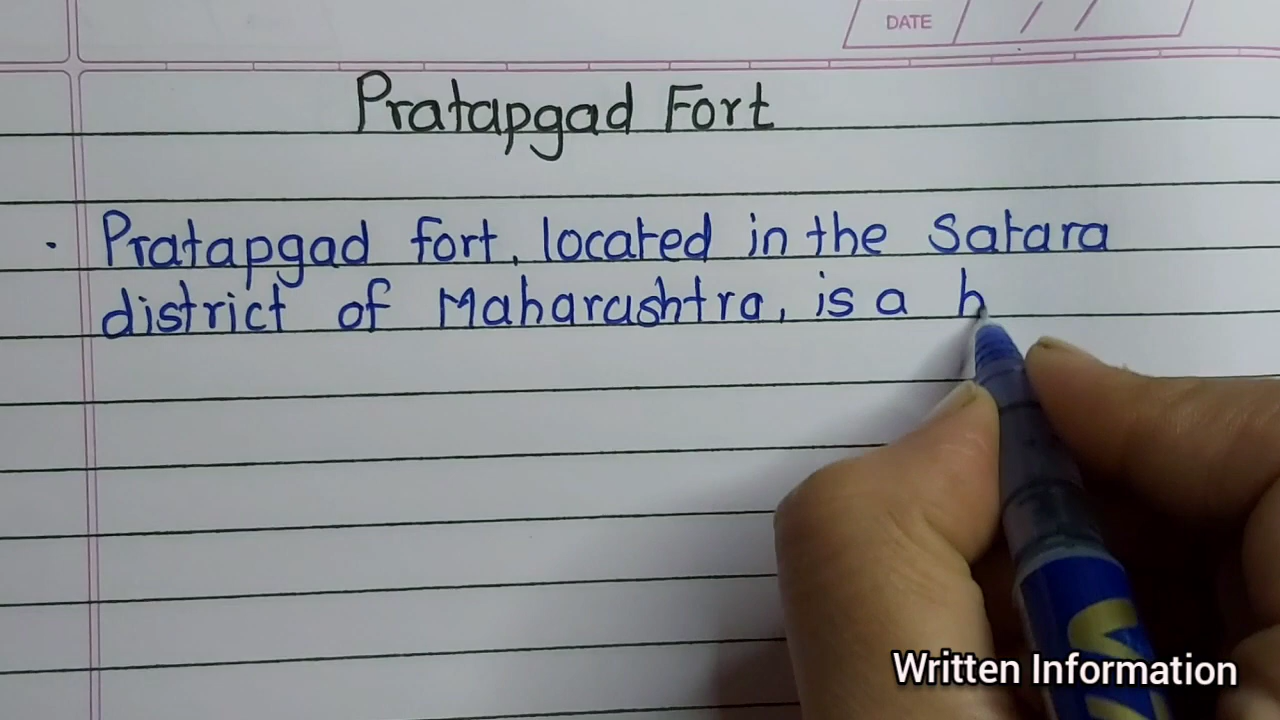 DATE / /
Pratapgad Fort
. Pratapgad fort, located in the Satara
district of Maharashtra, is a h
Written Information